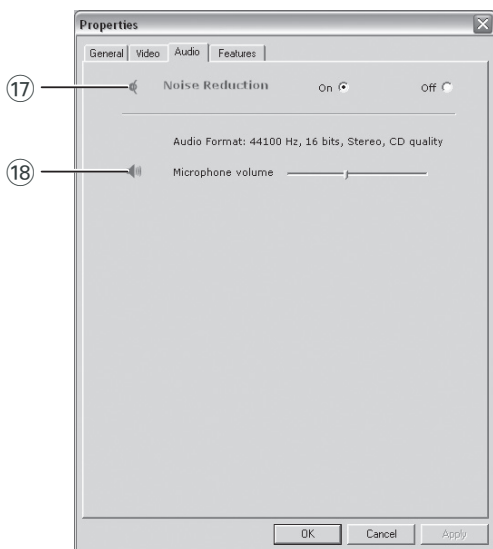 Properties
General Video Audio Features
17 Noise Reduction On Off
Audio Format: 44100 Hz, 16 bits, Stereo, CD quality
18 Microphone volume
OK Cancel Apply